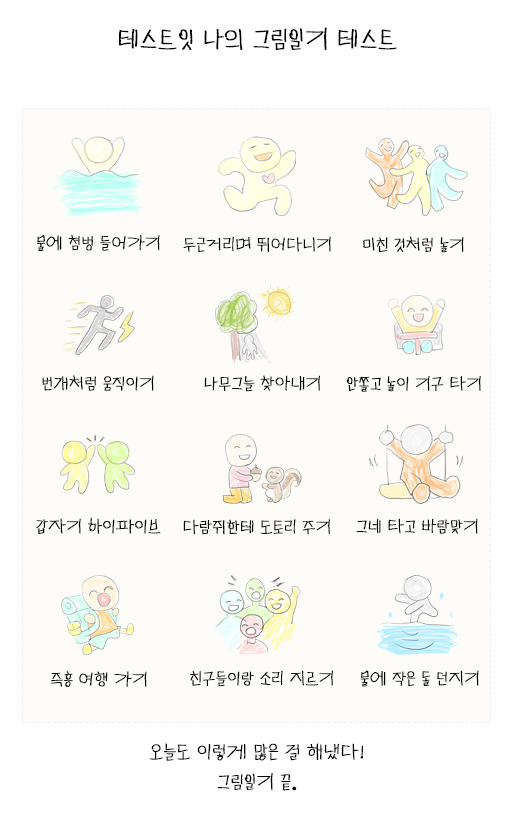 테스트잇 나의 그림일기 테스트
물에 첨벙 들어가기
두근거리며 뛰어다니기
미친 것처럼 놀기
번개처럼 움직이기
나무그늘 찾아내기
안쫄고 놀이 기구 타기
갑자기 하이파이브
다람쥐한테 도토리 주기
그네 타고 바람맞기
즉흥 여행 가기
친구들이랑 소리 지르기
물에 작은 돌 던지기
오늘도 이렇게 많은 걸 해냈다!
그림일기 끝.